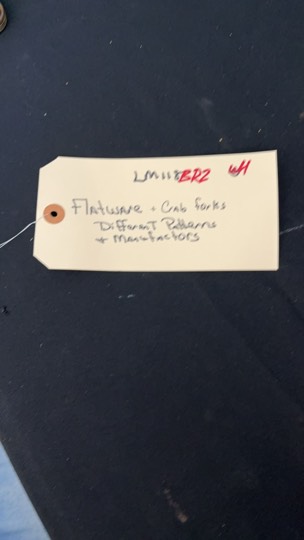 LM118BR2 WH
Flatware + Crab forks
Different Patterns
+ Manufactors